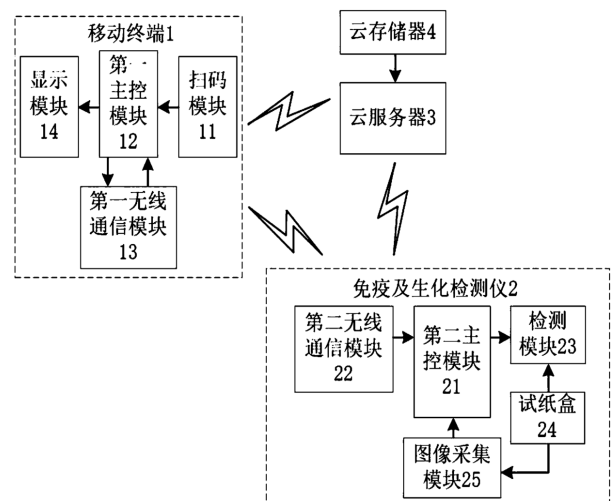 移动终端1
显示
模块
14
第一
主控
模块
12
扫码
模块
11
第一无线
通信模块
13
云存储器4
云服务器3
免疫及生化检测仪2
第二无线
通信模块
22
第二主
控模块
21
检测
模块23
试纸盒
24
图像采集
模块25